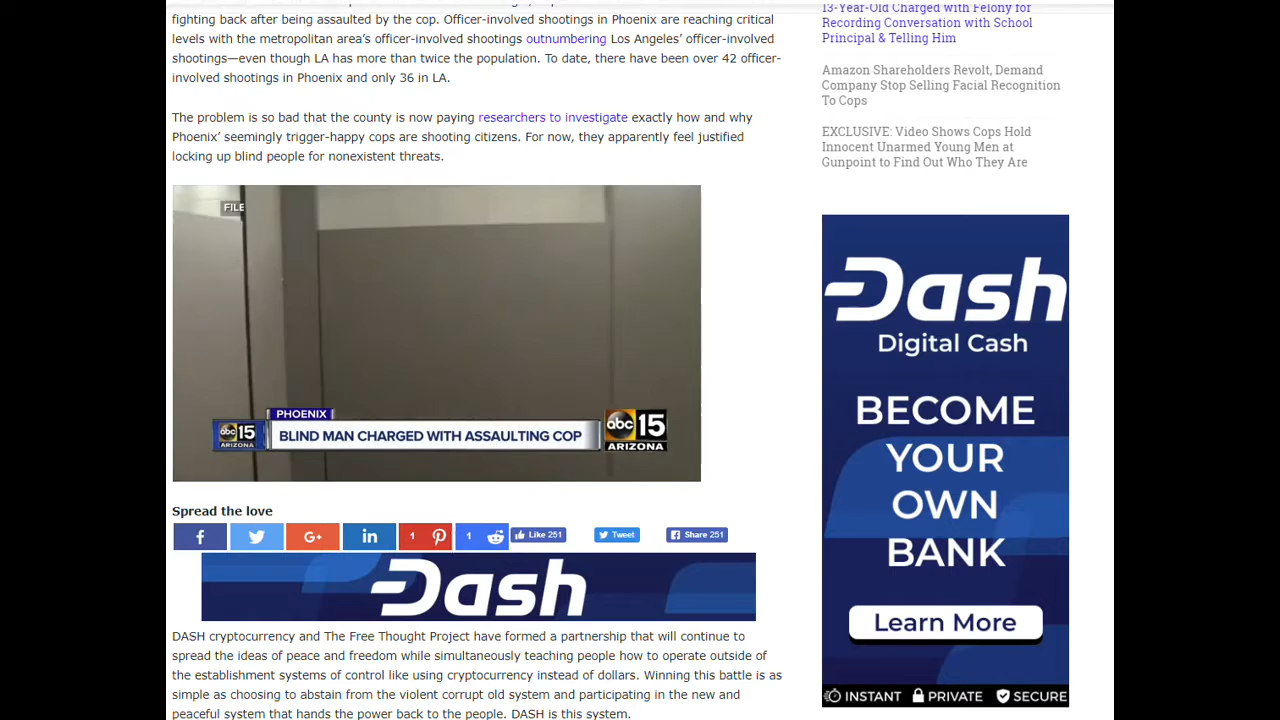 fighting back after being assaulted by the cop. Officer-involved shootings in Phoenix are reaching critical
levels with the metropolitan area's officer-involved shootings outnumbering Los Angeles' officer-involved
shootings—even though LA has more than twice the population. To date, there have been over 42 officer-
involved shootings in Phoenix and only 36 in LA.
The problem is so bad that the county is now paying researchers to investigate exactly how and why
Phoenix' seemingly trigger-happy cops are shooting citizens. For now, they apparently feel justified
locking up blind people for nonexistent threats.
FILE
PHOENIX
abc 15
ARIZONA
BLIND MAN CHARGED WITH ASSAULTING COP
abc 15
ARIZONA
Spread the love
1
1
Like 251
Tweet
Share 251
Dash
DASH cryptocurrency and The Free Thought Project have formed a partnership that will continue to
spread the ideas of peace and freedom while simultaneously teaching people how to operate outside of
the establishment systems of control like using cryptocurrency instead of dollars. Winning this battle is as
simple as choosing to abstain from the violent corrupt old system and participating in the new and
peaceful system that hands the power back to the people. DASH is this system.
13-Year-Old Charged with Felony for
Recording Conversation with School
Principal & Telling Him
Amazon Shareholders Revolt, Demand
Company Stop Selling Facial Recognition
To Cops
EXCLUSIVE: Video Shows Cops Hold
Innocent Unarmed Young Men at
Gunpoint to Find Out Who They Are
Dash
Digital Cash
BECOME
YOUR
OWN
BANK
Learn More
INSTANT PRIVATE SECURE